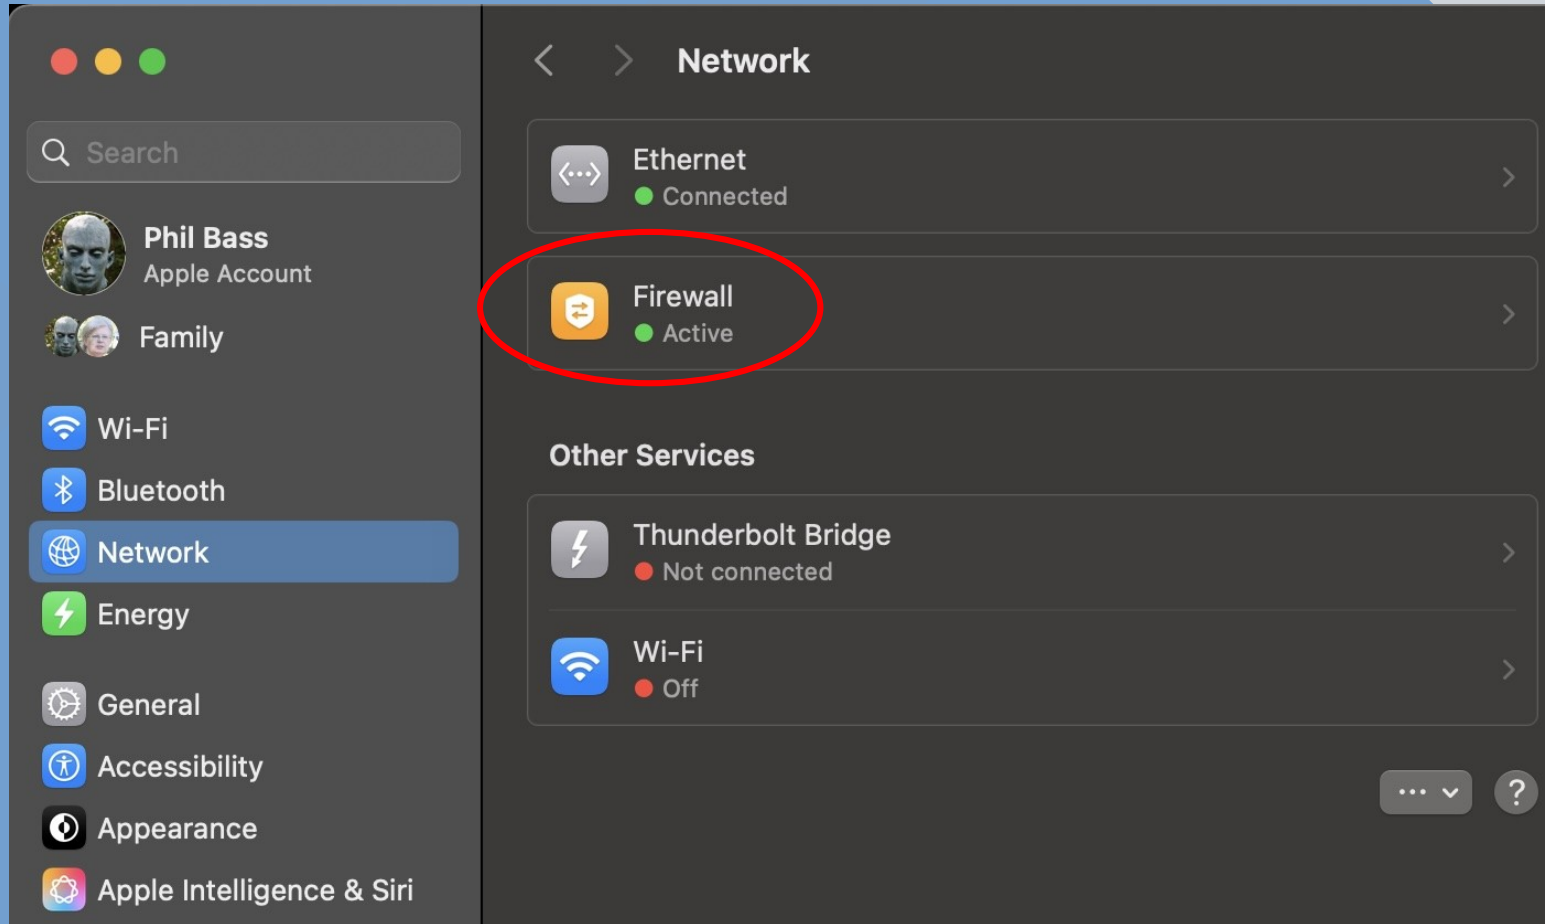 Search
Phil Bass
Apple Account
Family
Wi-Fi
Bluetooth
Network
Energy
General
Accessibility
Appearance
Apple Intelligence & Siri
Network
Ethernet
Connected
Firewall
Active
Other Services
Thunderbolt Bridge
Not connected
Wi-Fi
Off
?